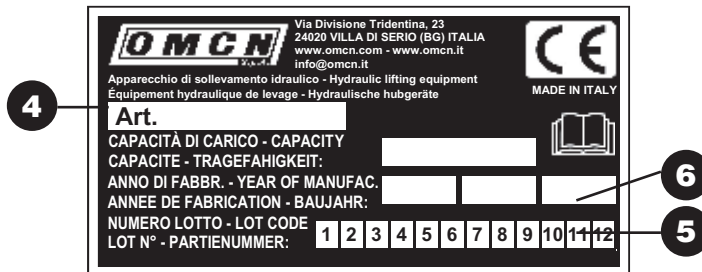 OMCN
Via Divisione Tridentina, 23
24020 VILLA DI SERIO (BG) ITALIA
www.omcn.com - www.omcn.it
info@omcn.it
CE
MADE IN ITALY
Apparecchio di sollevamento idraulico - Hydraulic lifting equipment
Équipement hydraulique de levage - Hydraulische hubgeräte
4
Art.
CAPACITÀ DI CARICO - CAPACITY
CAPACITE - TRAGEFAHIGKEIT:
ANNO DI FABBR. - YEAR OF MANUFAC.
ANNEE DE FABRICATION - BAUJAHR:
6
NUMERO LOTTO - LOT CODE
LOT N° - PARTIENUMMER:
1 2 3 4 5 6 7 8 9 10 11 12
5